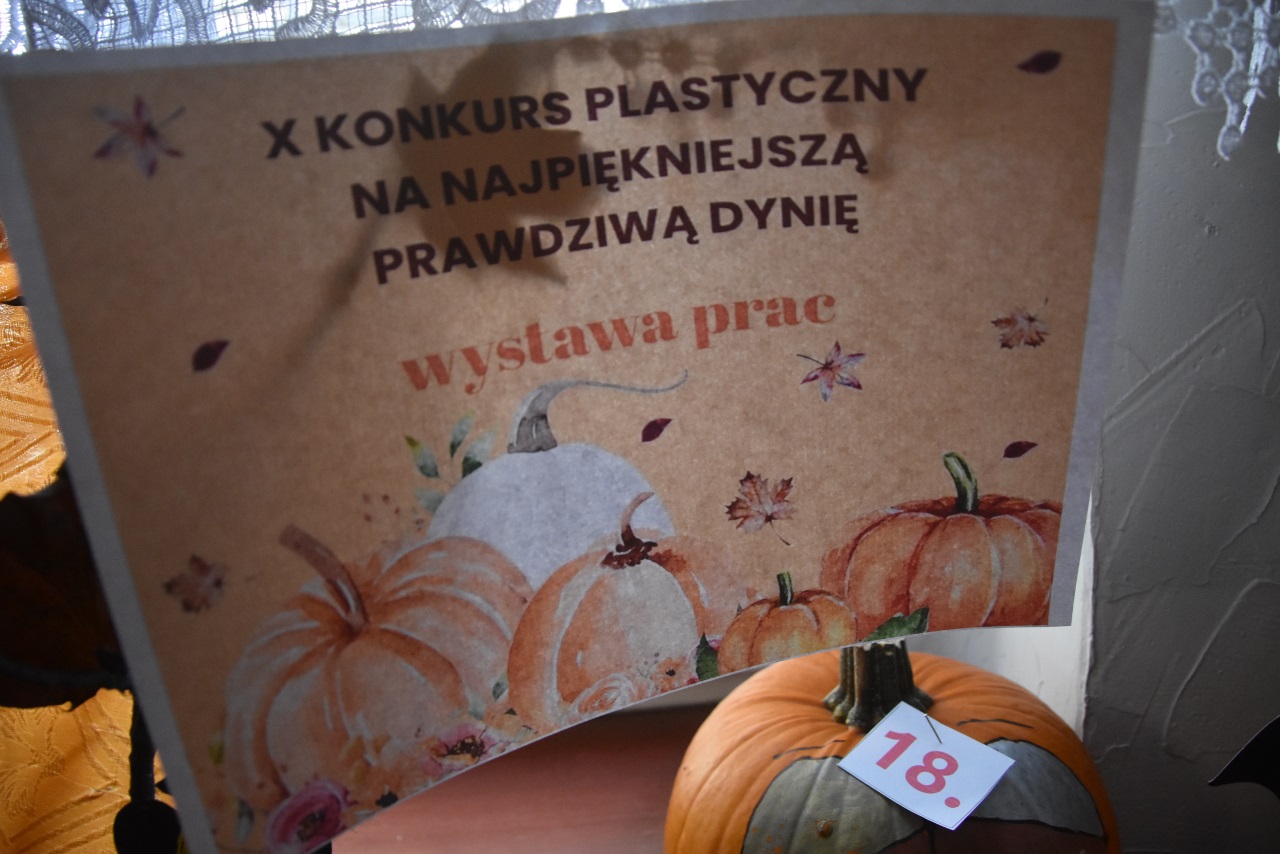 X KONKURS PLASTYCZNY
NA NAJPIĘKNIEJSZĄ
PRAWDZIWĄ DYNIĘ
wystawa prac
18.